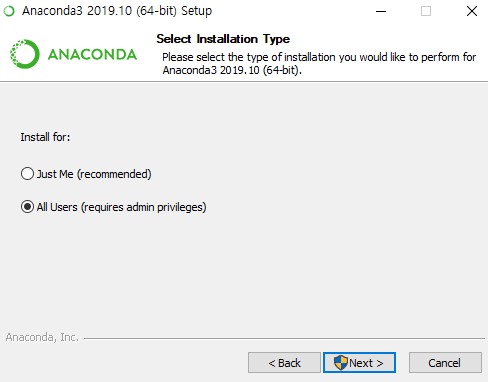 Anaconda3 2019.10 (64-bit) Setup
ANACONDA
Select Installation Type
Please select the type of installation you would like to perform for
Anaconda3 2019.10 (64-bit).
Install for:
Just Me (recommended)
All Users (requires admin privileges)
Anaconda, Inc.
< Back
Next >
Cancel